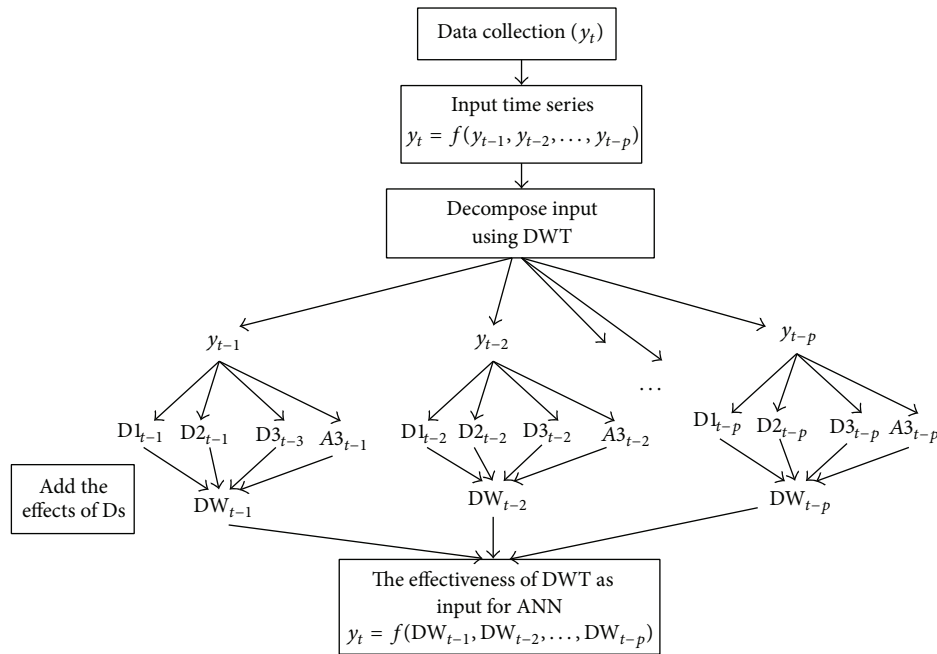 Data collection (y_t)
Input time series
y_t = f(y_{t−1}, y_{t−2}, ..., y_{t−p})
Decompose input
using DWT
y_{t−1} y_{t−2} ... y_{t−p}
D1_{t−1} D2_{t−1} D3_{t−3} A3_{t−1} D1_{t−2} D2_{t−2} D3_{t−2} A3_{t−2} D1_{t−p} D2_{t−p} D3_{t−p} A3_{t−p}
Add the
effects of Ds
DW_{t−1} DW_{t−2} DW_{t−p}
The effectiveness of DWT as
input for ANN
y_t = f(DW_{t−1}, DW_{t−2}, ..., DW_{t−p})